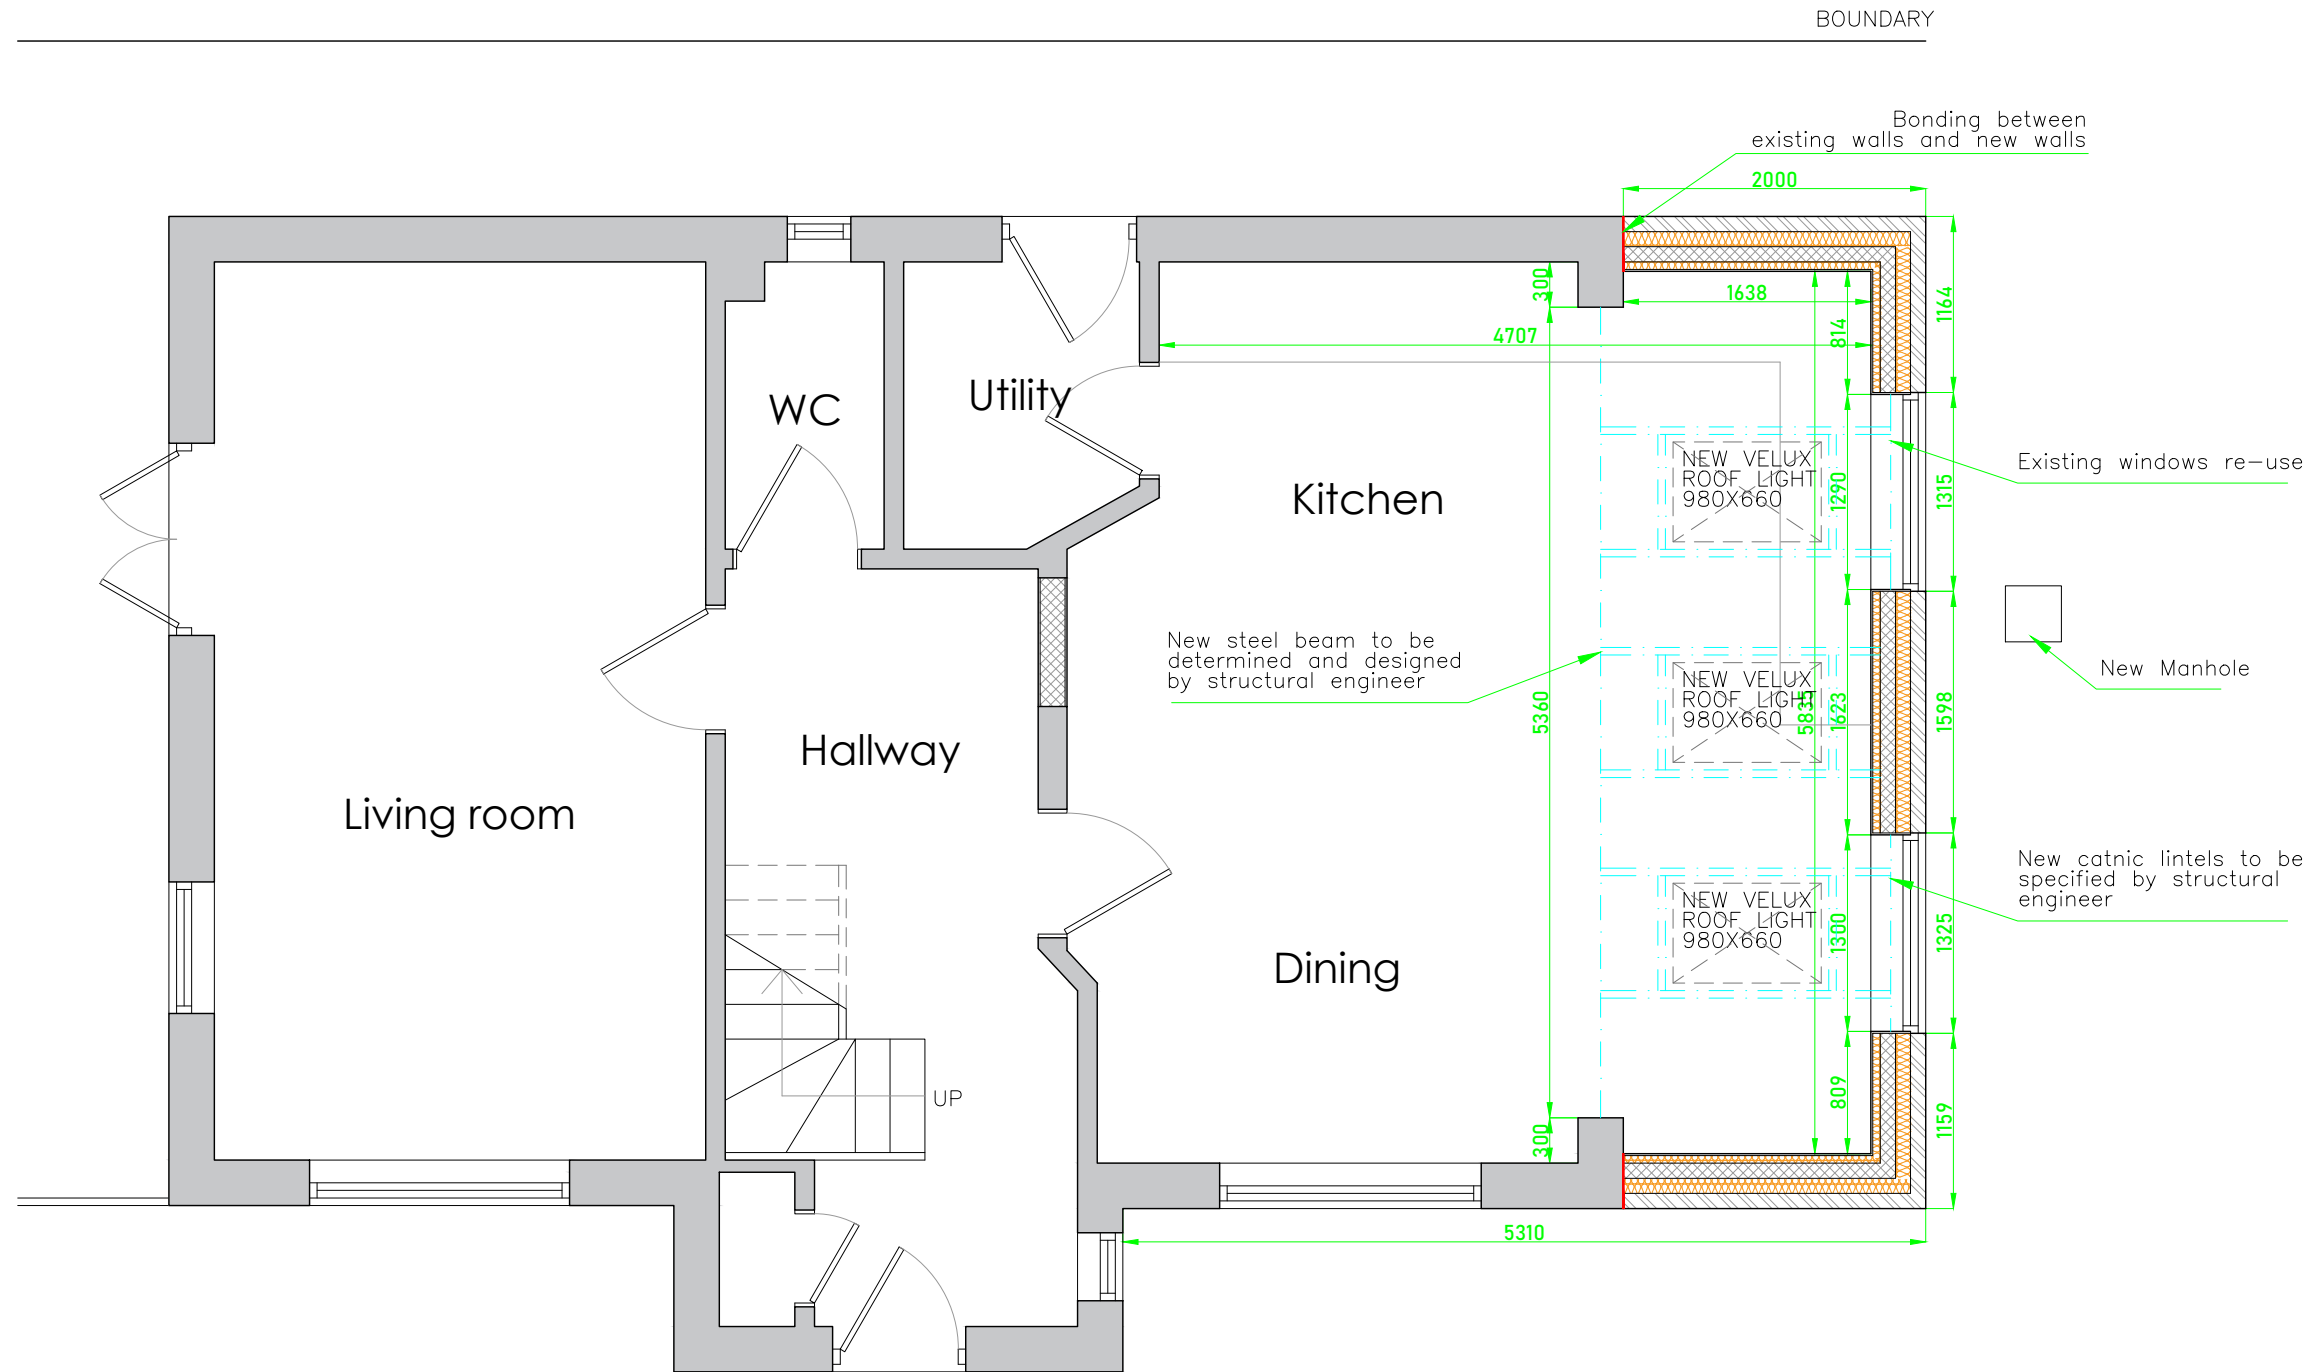 BOUNDARY
Bonding between
existing walls and new walls
2000
300
1638
1164
4707
814
WC
Utility
Kitchen
NEW VELUX
ROOF LIGHT
980X660
1290
1315
Existing windows re-use
New steel beam to be
determined and designed
by structural engineer
5360
NEW VELUX
ROOF LIGHT
980X660
1623
1598
New Manhole
Hallway
Living room
New catnic lintels to be
specified by structural
engineer
NEW VELUX
ROOF LIGHT
980X660
1300
1325
Dining
UP
809
1159
300
5310